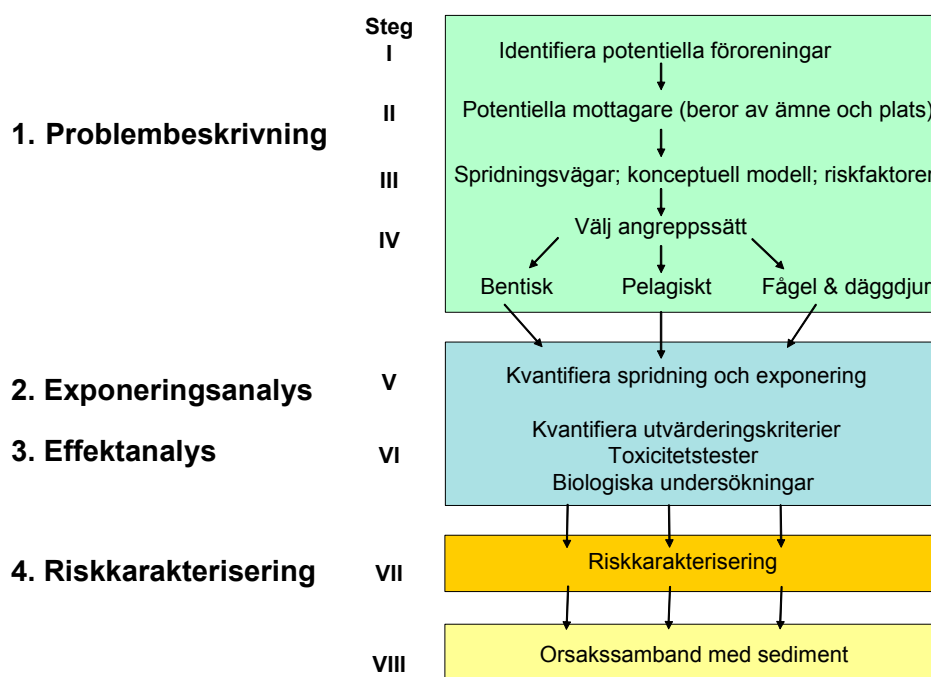 Steg
I
Identifiera potentiella föroreningar
1. Problembeskrivning
II
Potentiella mottagare (beror av ämne och plats)
III
Spridningsvägar; konceptuell modell; riskfaktorer
IV
Välj angreppssätt
Bentisk
Pelagiskt
Fågel & däggdjur
2. Exponeringsanalys
V
Kvantifiera spridning och exponering
3. Effektanalys
VI
Kvantifiera utvärderingskriterier
Toxicitetstester
Biologiska undersökningar
4. Riskkarakterisering
VII
Riskkarakterisering
VIII
Orsakssamband med sediment